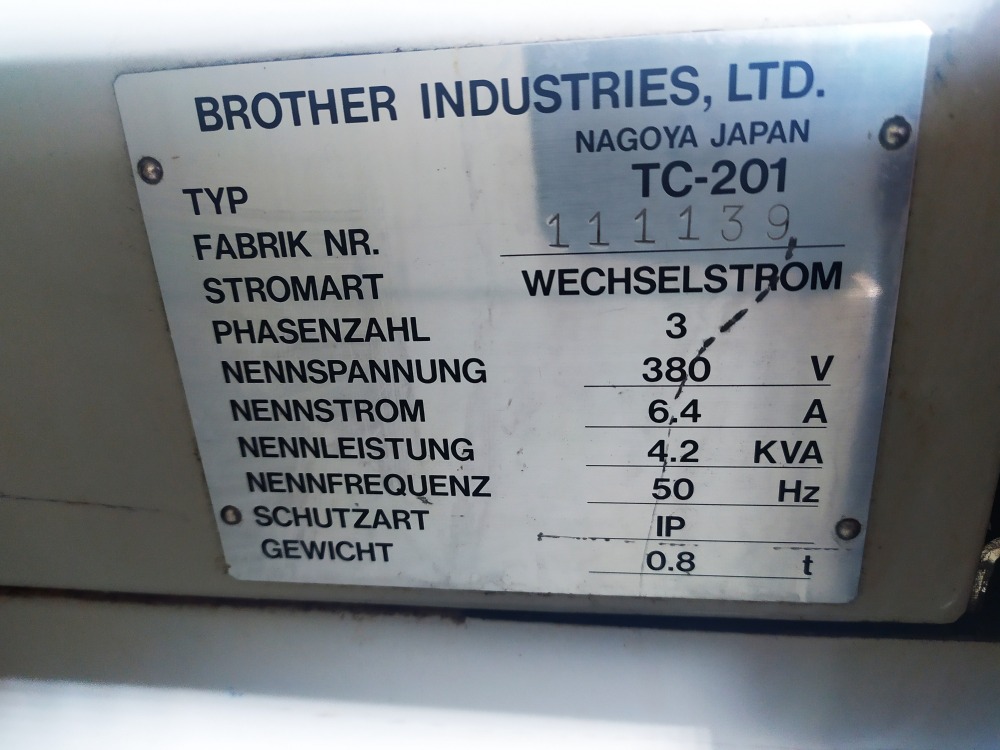 BROTHER INDUSTRIES, LTD.
NAGOYA JAPAN
TYP TC-201
FABRIK NR. 111139
STROMART WECHSELSTROM
PHASENZAHL 3
NENNSPANNUNG 380 V
NENNSTROM 6.4 A
NENNLEISTUNG 4.2 KVA
NENNFREQUENZ 50 Hz
SCHUTZART IP
GEWICHT 0.8 t